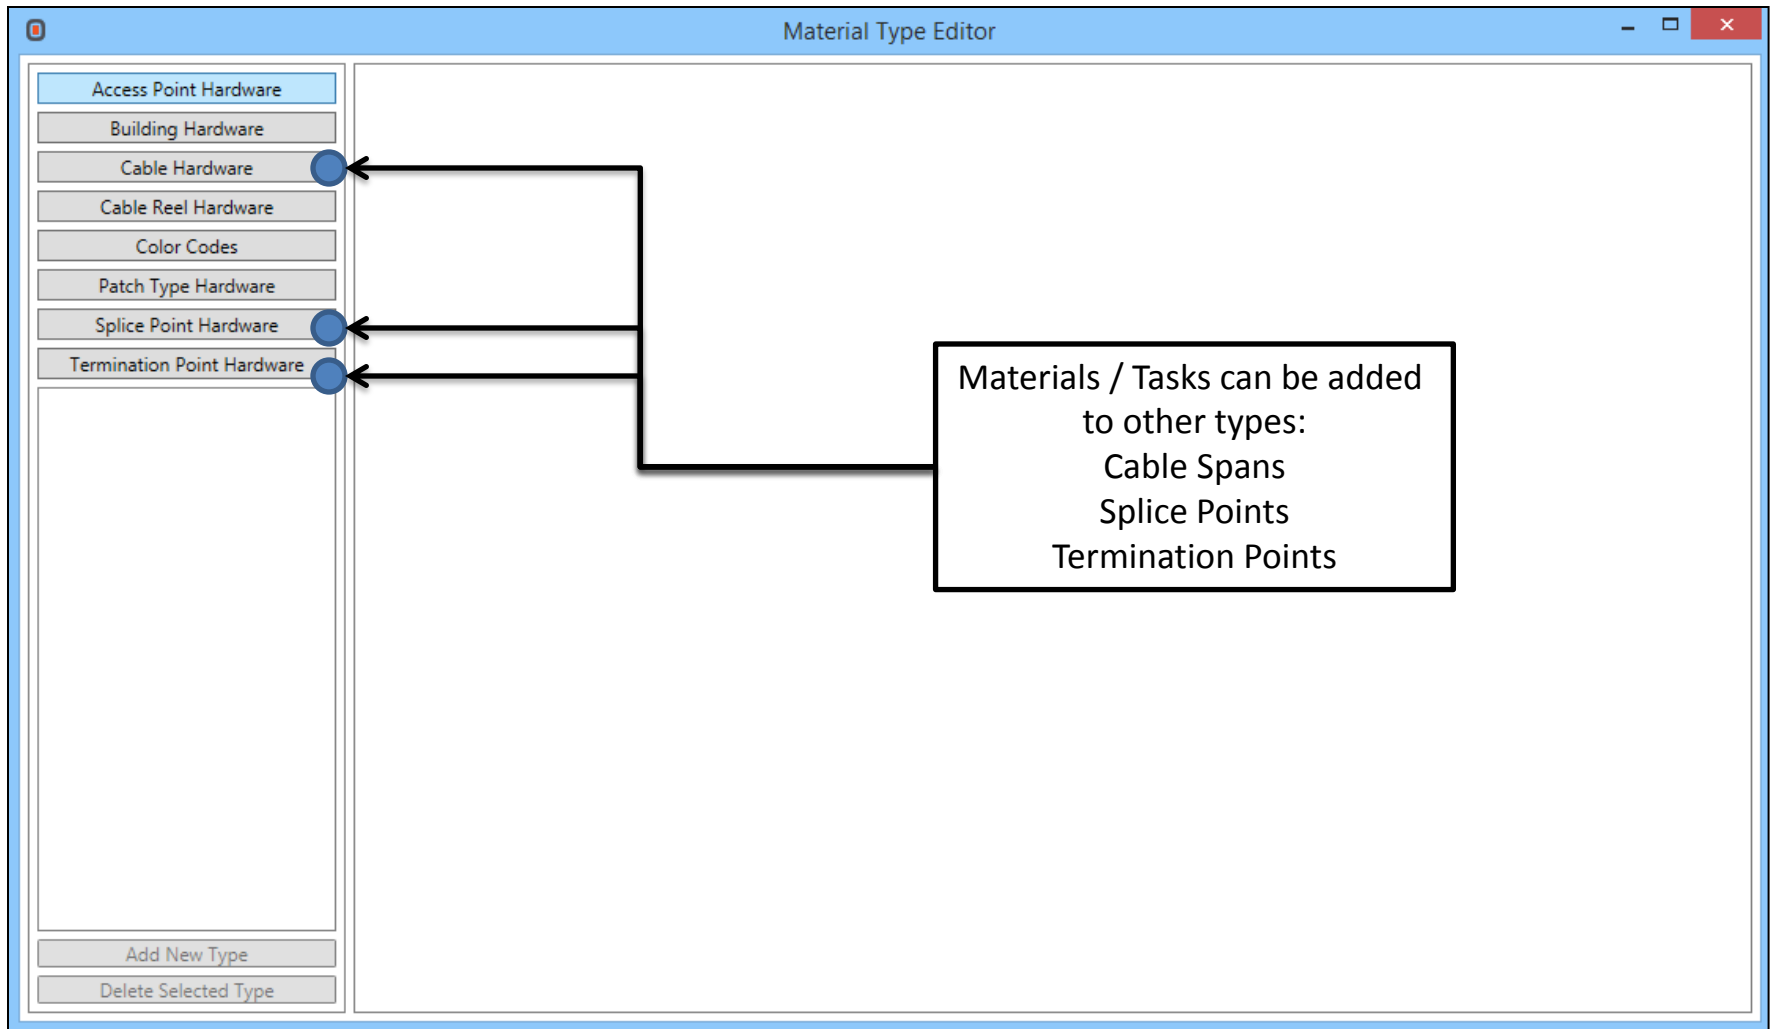 Material Type Editor
Access Point Hardware
Building Hardware
Cable Hardware
Cable Reel Hardware
Color Codes
Patch Type Hardware
Splice Point Hardware
Termination Point Hardware
Materials / Tasks can be added
to other types:
Cable Spans
Splice Points
Termination Points
Add New Type
Delete Selected Type